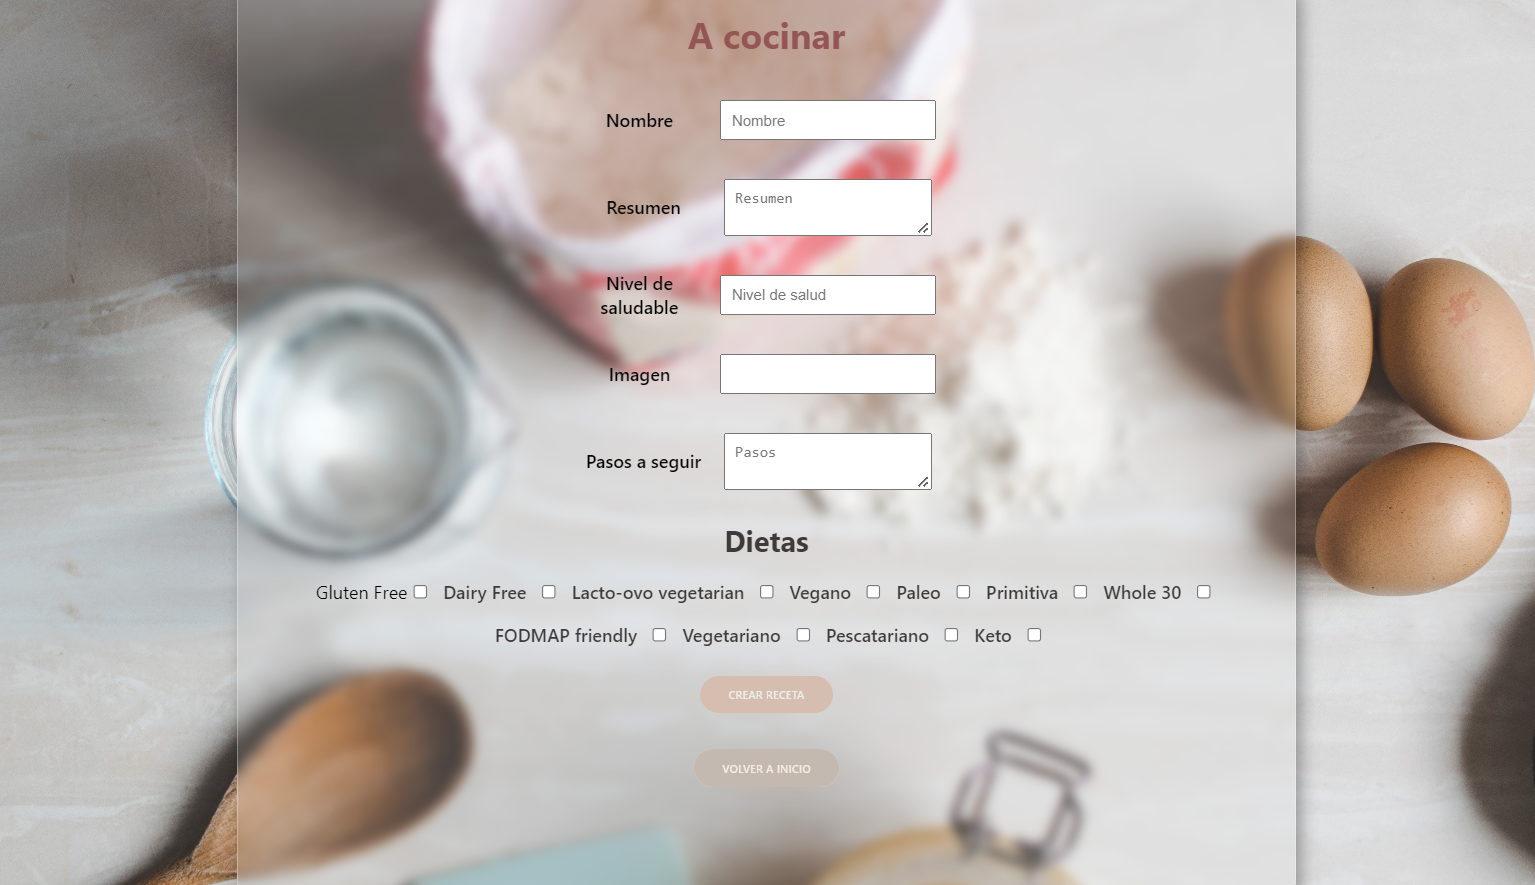 A cocinar
Nombre Nombre
Resumen Resumen
Nivel de
saludable Nivel de salud
Imagen
Pasos a seguir Pasos
Dietas
Gluten Free Dairy Free Lacto-ovo vegetarian Vegano Paleo Primitiva Whole 30
FODMAP friendly Vegetariano Pescatariano Keto
CREAR RECETA
VOLVER A INICIO